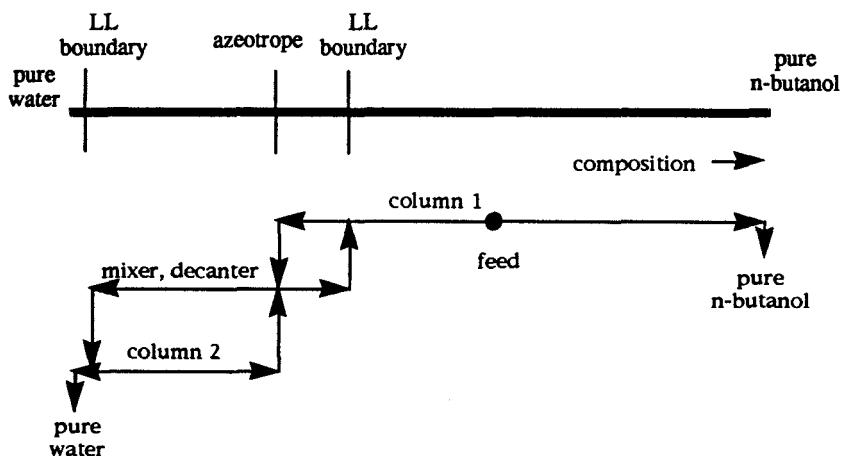 LL
boundary
azeotrope
LL
boundary
pure
water
pure
n-butanol
composition
column 1
feed
mixer, decanter
pure
n-butanol
column 2
pure
water